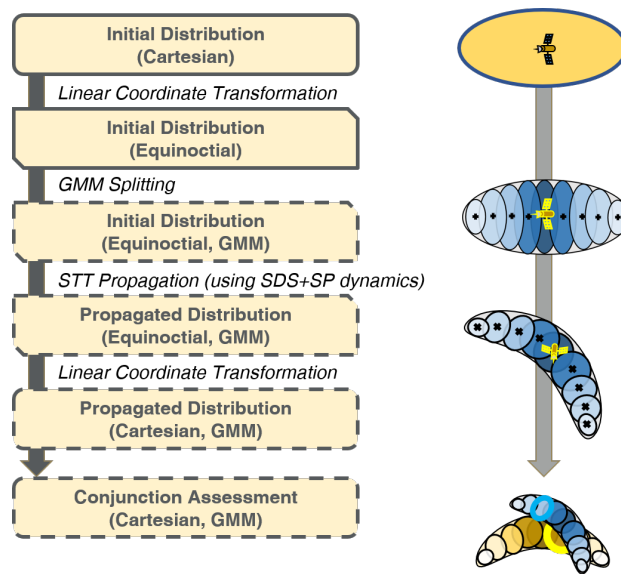 Initial Distribution
(Cartesian)
Linear Coordinate Transformation
Initial Distribution
(Equinoctial)
GMM Splitting
Initial Distribution
(Equinoctial, GMM)
STT Propagation (using SDS+SP dynamics)
Propagated Distribution
(Equinoctial, GMM)
Linear Coordinate Transformation
Propagated Distribution
(Cartesian, GMM)
Conjunction Assessment
(Cartesian, GMM)